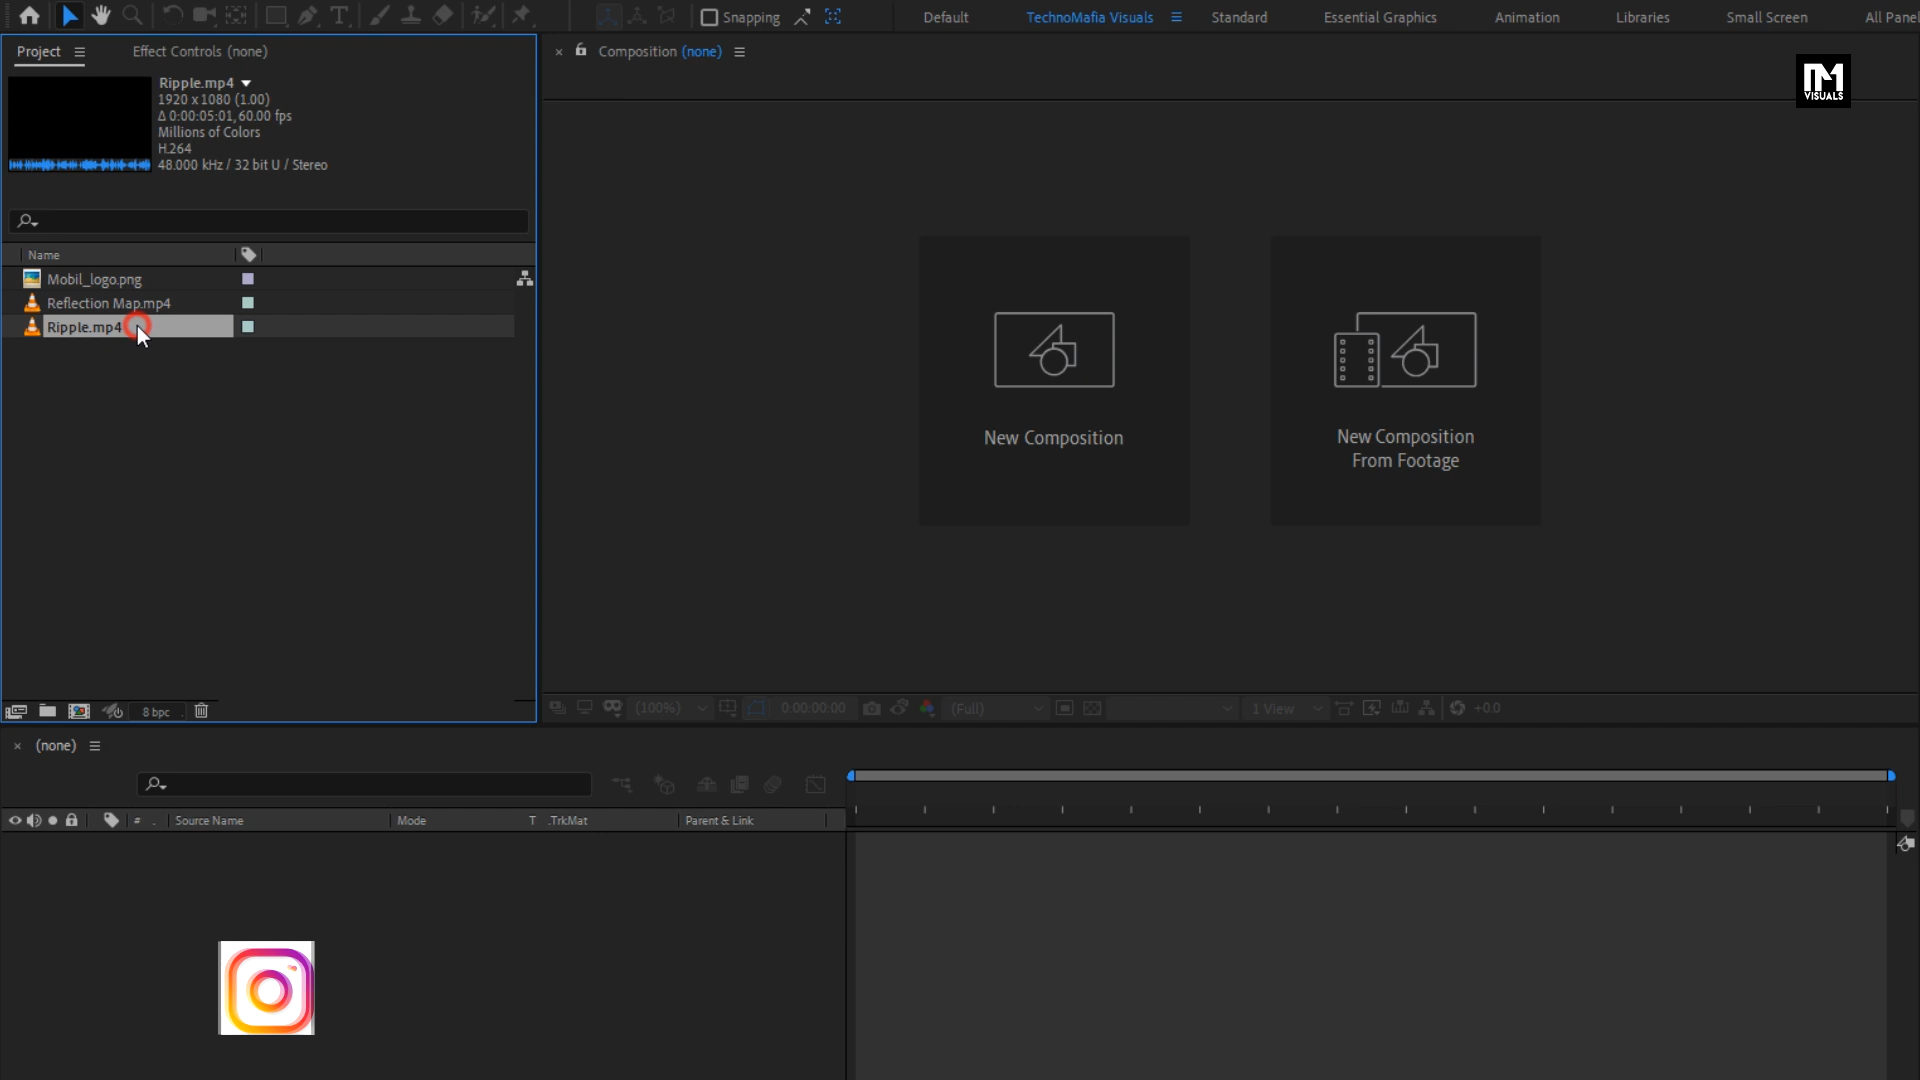 Snapping
Default
TechnoMafia Visuals
Standard
Essential Graphics
Animation
Libraries
Small Screen
All Panel
Project
Effect Controls (none)
Composition (none)
Ripple.mp4
1920 x 1080 (1.00)
Δ 0:00:05:01, 60.00 fps
Millions of Colors
H.264
48.000 kHz / 32 bit U / Stereo
VISUALS
Name
Mobil_logo.png
Reflection Map.mp4
Ripple.mp4
New Composition
New Composition
From Footage
8 bpc
(100%)
0:00:00:00
(Full)
1 View
+0.0
(none)
#
Source Name
Mode
T .TrkMat
Parent & Link